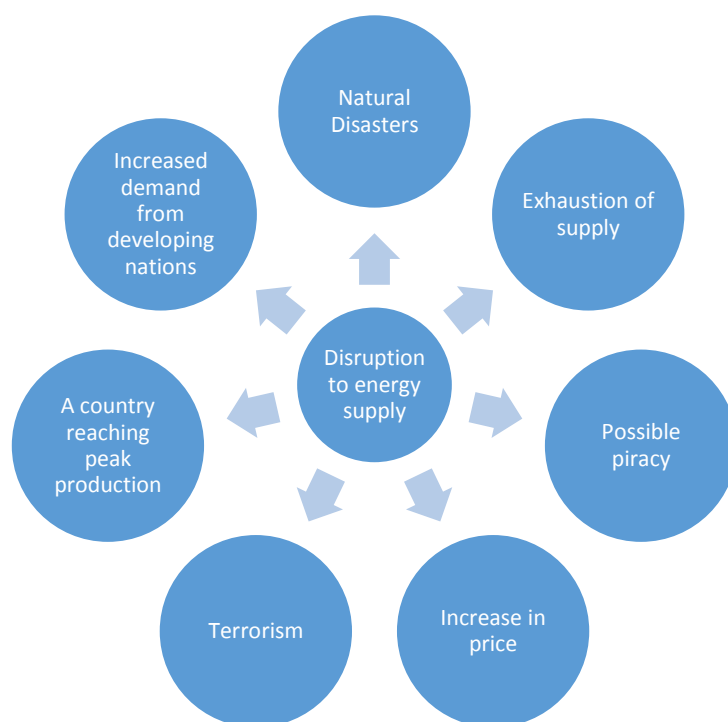 Natural
Disasters
Exhaustion of
supply
Possible
piracy
Increase in
price
Terrorism
A country
reaching
peak
production
Increased
demand
from
developing
nations
Disruption
to energy
supply